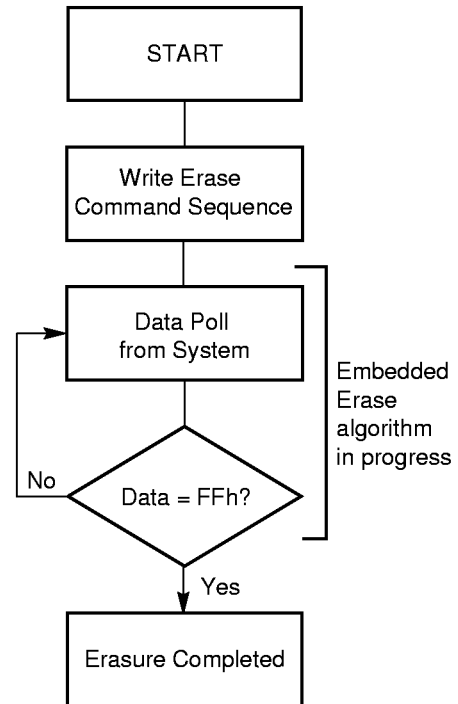 START
Write Erase
Command Sequence
Data Poll
from System
Embedded
Erase
algorithm
in progress
No
Data = FFh?
Yes
Erasure Completed